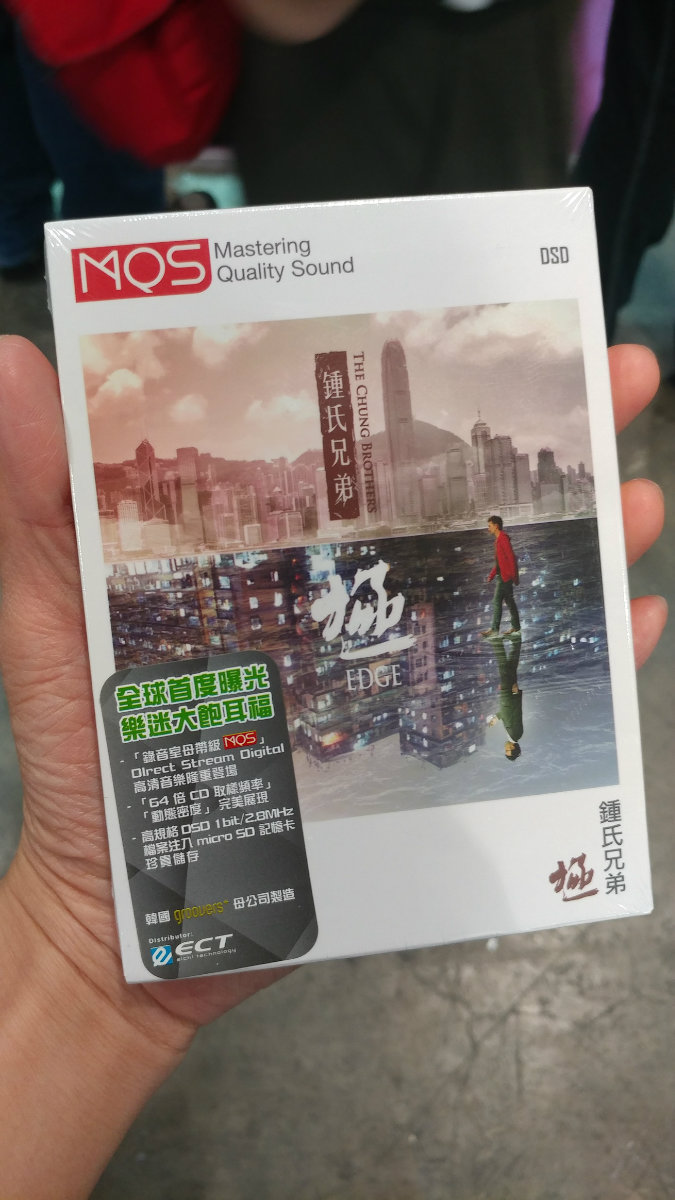 MQS Mastering
Quality Sound
DSD
鍾氏兄弟
THE CHUNG BROTHERS
極
EDGE
全球首度曝光
樂迷大飽耳福
-「錄音室母帶級 MQS」
DIrect Stream Digital
高清音樂隆重登場
-「64 倍 CD 取樣頻率」
「動態密度」完美展現
- 高規格 DSD 1bit/2.8MHz
檔案注入 micro SD 記憶卡
珍貴儲存
韓國 groovers+ 母公司製造
Distributor:
ECT
eichi technology
極
鍾氏兄弟